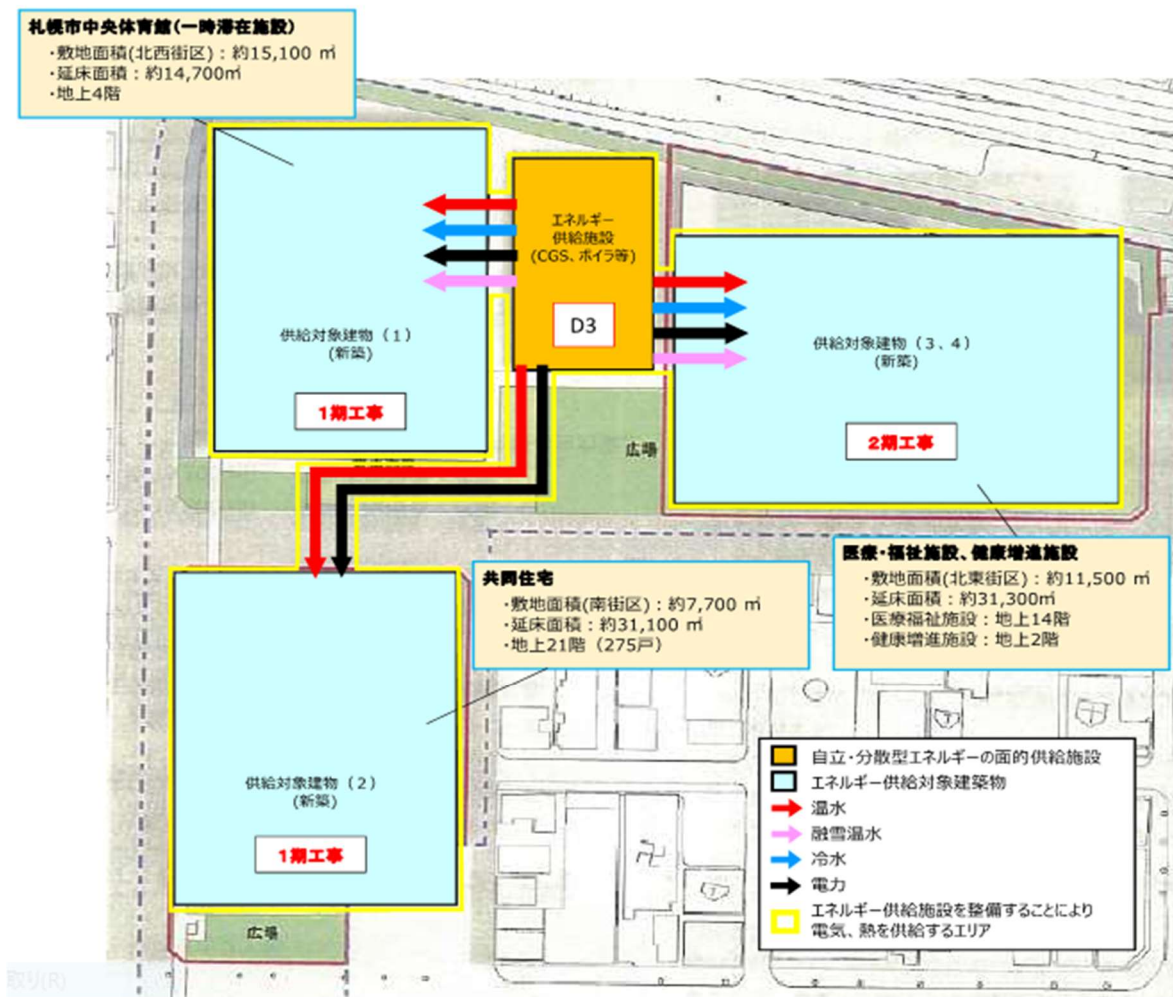 札幌市中央体育館(一時滞在施設)
・敷地面積(北西街区)：約15,100 ㎡
・延床面積：約14,700㎡
・地上4階
エネルギー
供給施設
(CGS、ボイラ等)
D3
供給対象建物（1）
(新築)
1期工事
供給対象建物（3、4）
(新築)
2期工事
広場
医療・福祉施設、健康増進施設
・敷地面積(北東街区)：約11,500 ㎡
・延床面積：約31,300㎡
・医療福祉施設：地上14階
・健康増進施設：地上2階
共同住宅
・敷地面積(南街区)：約7,700 ㎡
・延床面積：約31,100 ㎡
・地上21階（275戸）
供給対象建物（2）
(新築)
1期工事
広場
自立・分散型エネルギーの面的供給施設
エネルギー供給対象建築物
温水
融雪温水
冷水
電力
エネルギー供給施設を整備することにより
電気、熱を供給するエリア
取り(R)